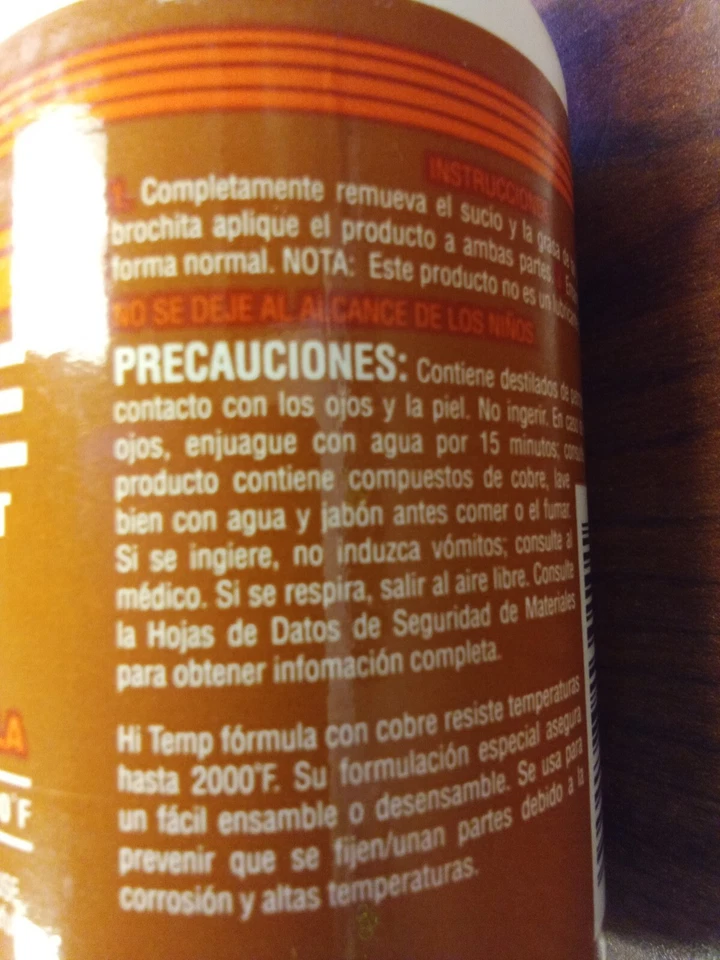 INSTRUCCIONES
1. Completamente remueva el sucio y la grasa de
brochita aplique el producto a ambas partes.
forma normal. NOTA: Este producto no es un
NO SE DEJE AL ALCANCE DE LOS NIÑOS
PRECAUCIONES: Contiene destilados de
contacto con los ojos y la piel. No ingerir. En caso
ojos, enjuague con agua por 15 minutos;
producto contiene compuestos de cobre, lave
bien con agua y jabón antes comer o el fumar.
Si se ingiere, no induzca vómitos; consulte al
médico. Si se respira, salir al aire libre. Consulte
la Hojas de Datos de Seguridad de Materiales
para obtener infomación completa.
Hi Temp fórmula con cobre resiste temperaturas
hasta 2000°F. Su formulación especial asegura
un fácil ensamble o desensamble. Se usa para
prevenir que se fijen/unan partes debido a la
corrosión y altas temperaturas.